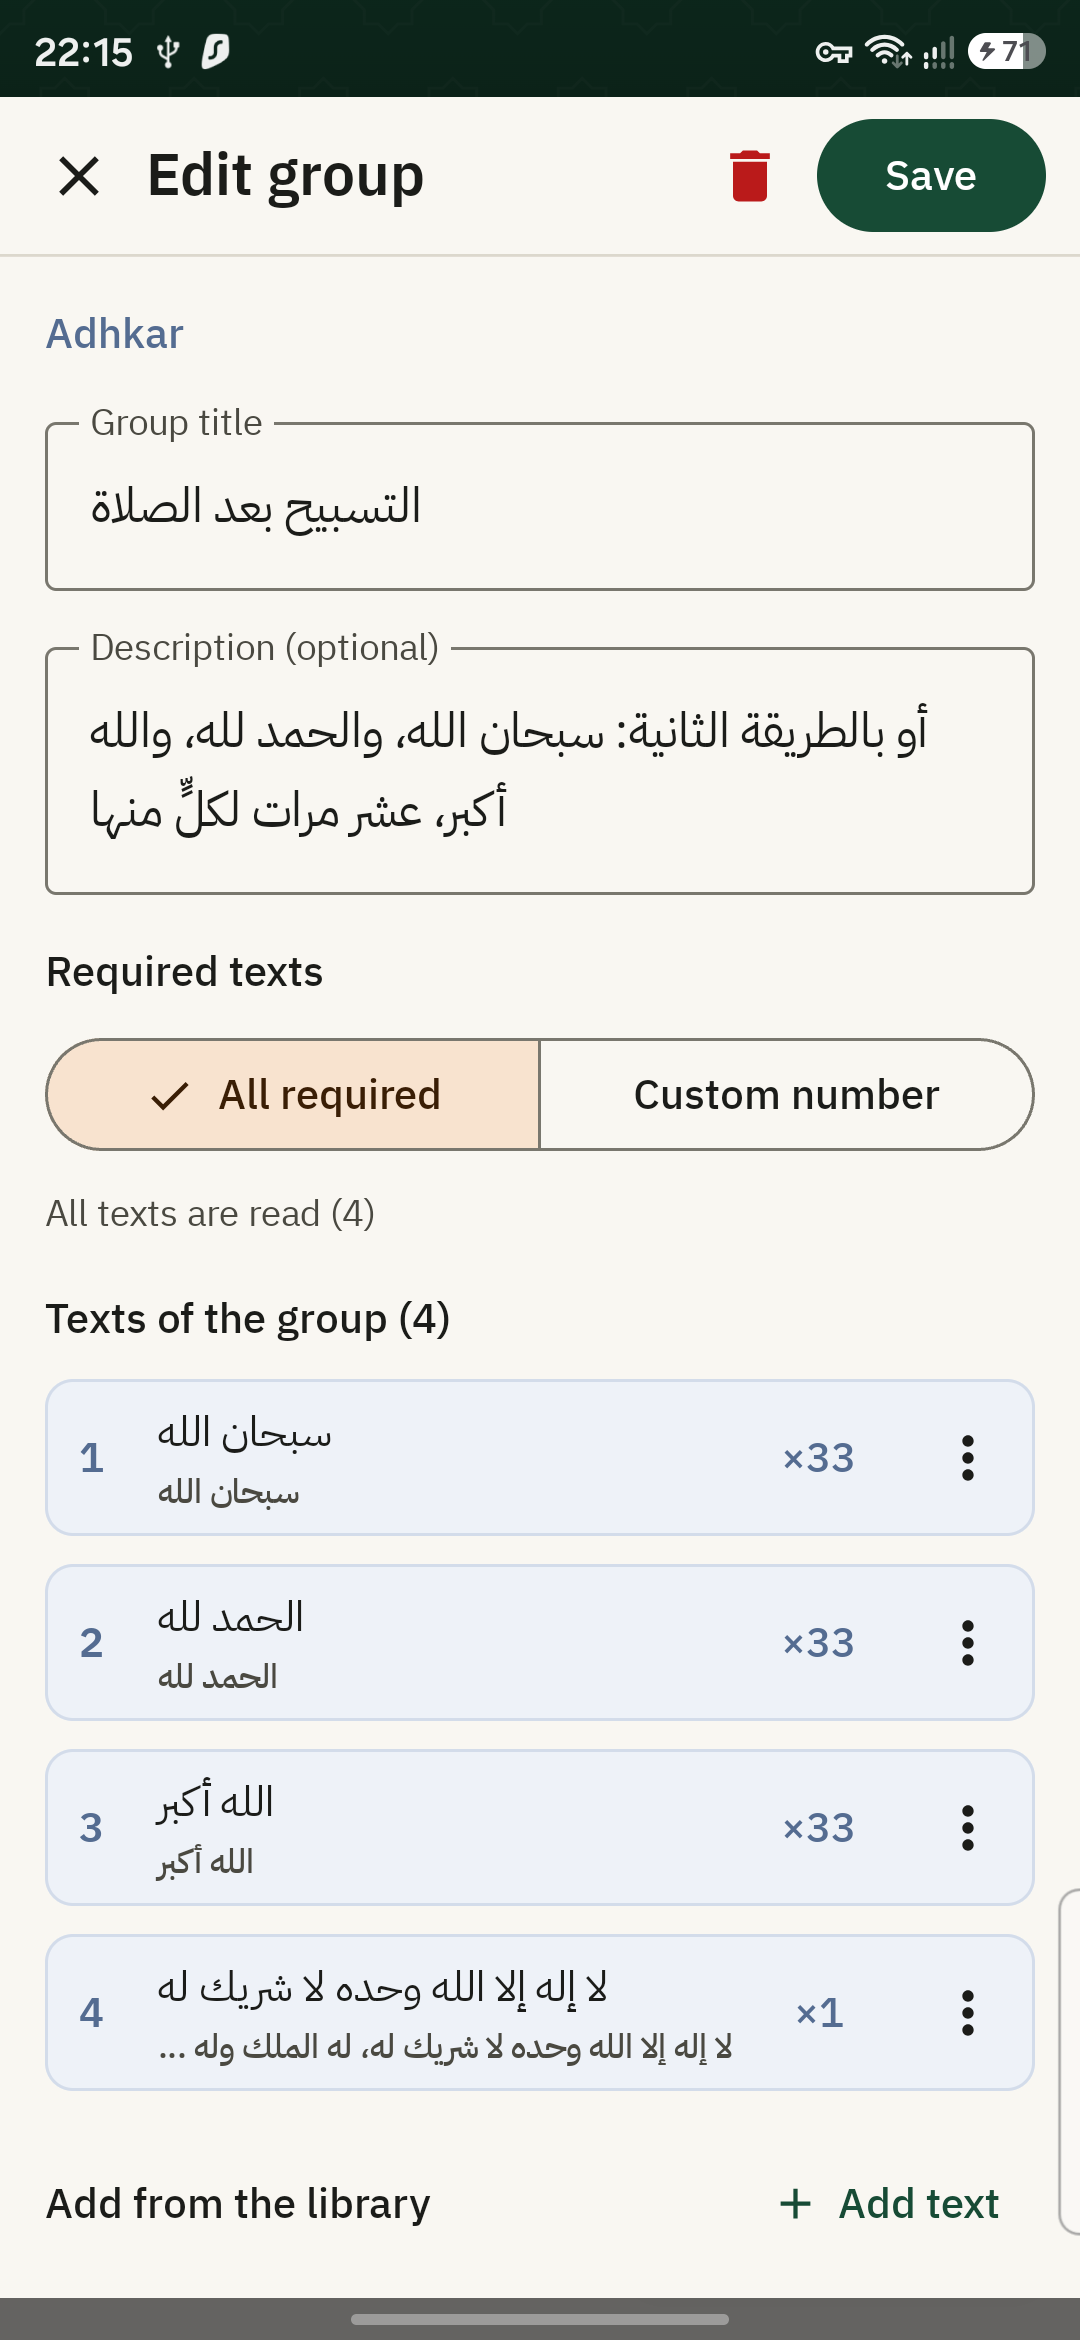 22:15
71
Edit group
Save
Adhkar
Group title
التسبيح بعد الصلاة
Description (optional)
أو بالطريقة الثانية: سبحان الله، والحمد لله، والله
أكبر، عشر مرات لكلٍّ منها
Required texts
All required
Custom number
All texts are read (4)
Texts of the group (4)
1
سبحان الله
سبحان الله
×33
2
الحمد لله
الحمد لله
×33
3
الله أكبر
الله أكبر
×33
4
لا إله إلا الله وحده لا شريك له
لا إله إلا الله وحده لا شريك له، له الملك وله ...
×1
Add from the library
+ Add text